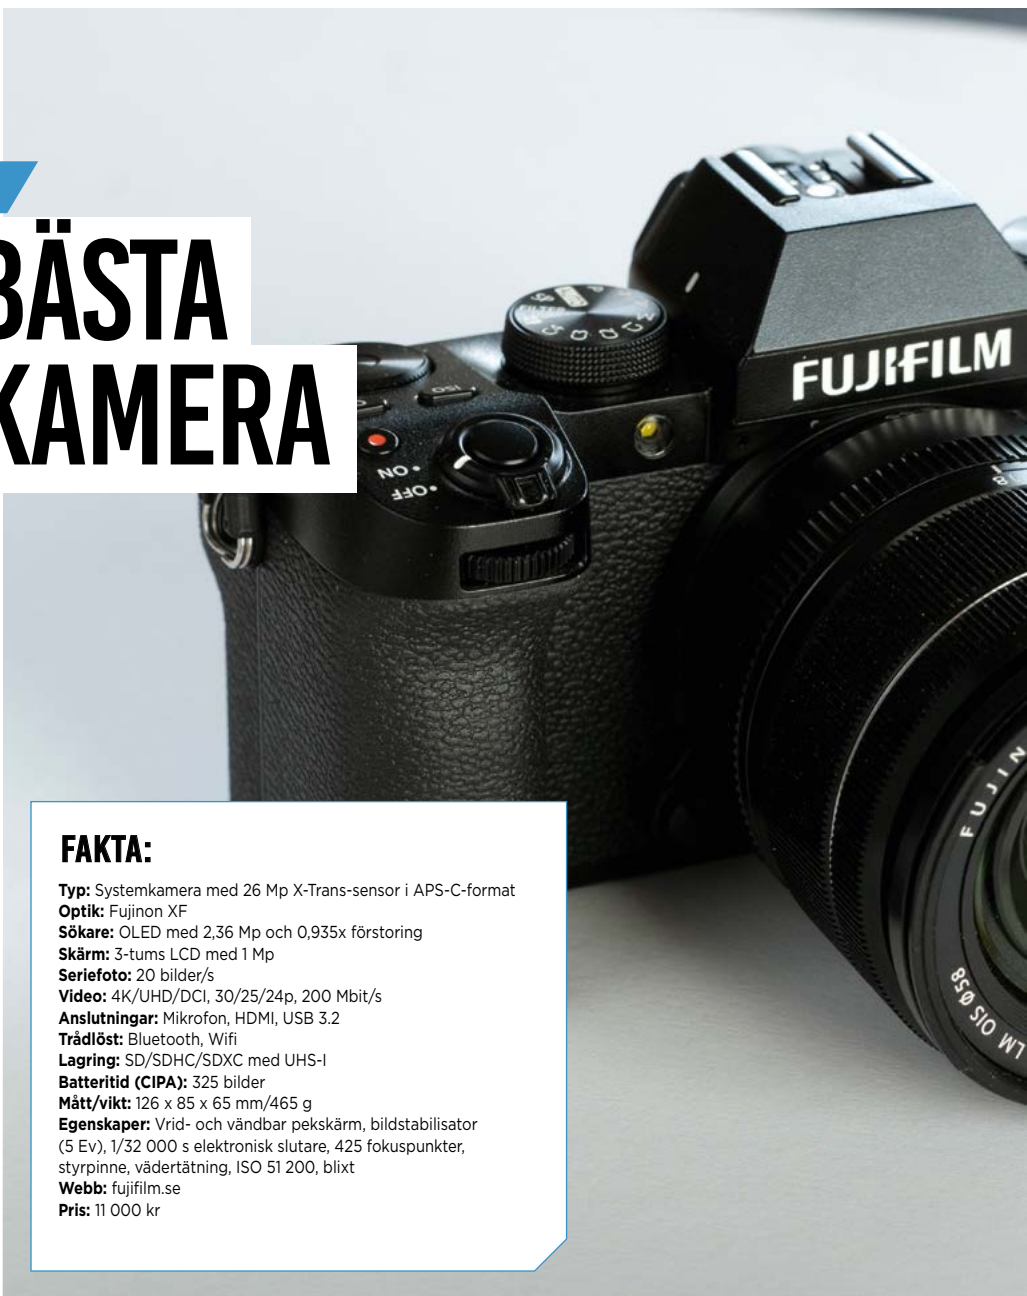 BÄSTA
KAMERA
FUJIFILM
ISO
ON
OFF
FUJIN
LM OIS Ø58
FAKTA:
Typ: Systemkamera med 26 Mp X-Trans-sensor i APS-C-format
Optik: Fujinon XF
Sökare: OLED med 2,36 Mp och 0,935x förstoring
Skärm: 3-tums LCD med 1 Mp
Seriefoto: 20 bilder/s
Video: 4K/UHD/DCI, 30/25/24p, 200 Mbit/s
Anslutningar: Mikrofon, HDMI, USB 3.2
Trådlöst: Bluetooth, Wifi
Lagring: SD/SDHC/SDXC med UHS-I
Batteritid (CIPA): 325 bilder
Mått/vikt: 126 x 85 x 65 mm/465 g
Egenskaper: Vrid- och vändbar pekskärm, bildstabilisator
(5 Ev), 1/32 000 s elektronisk slutare, 425 fokuspunkter,
styrpinne, vädertätning, ISO 51 200, blixt
Webb: fujifilm.se
Pris: 11 000 kr